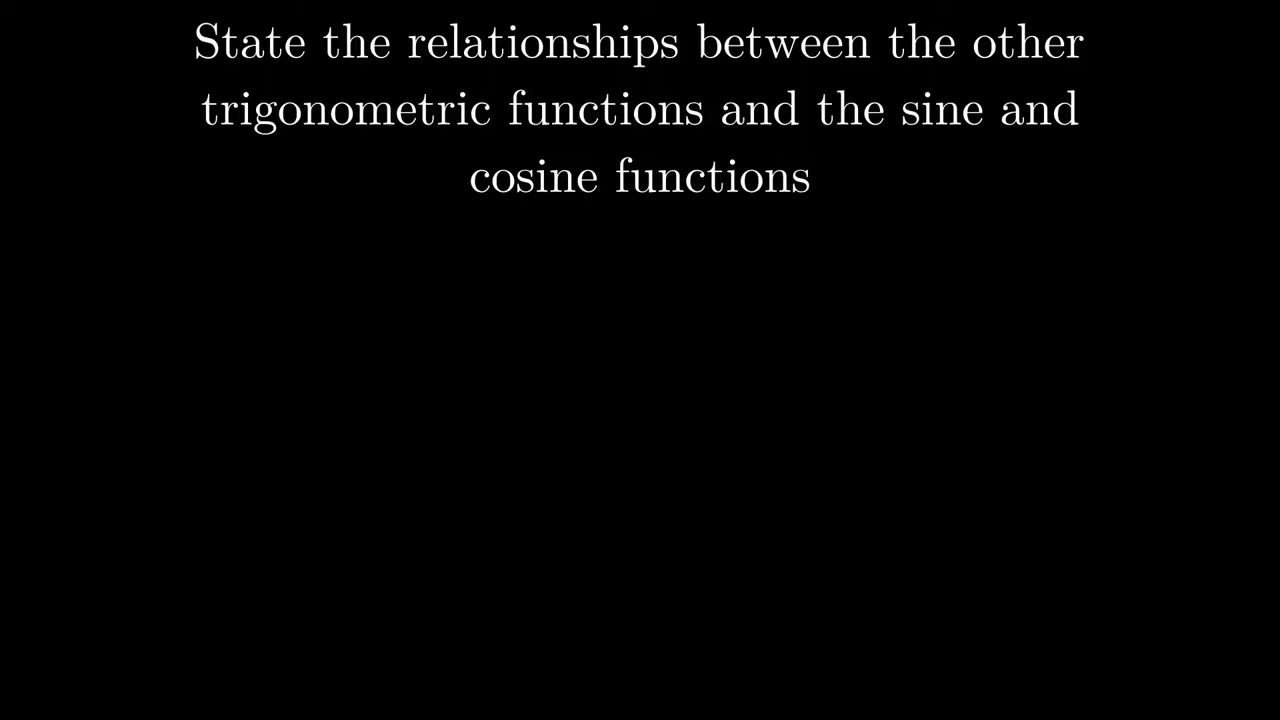 State the relationships between the other
trigonometric functions and the sine and
cosine functions